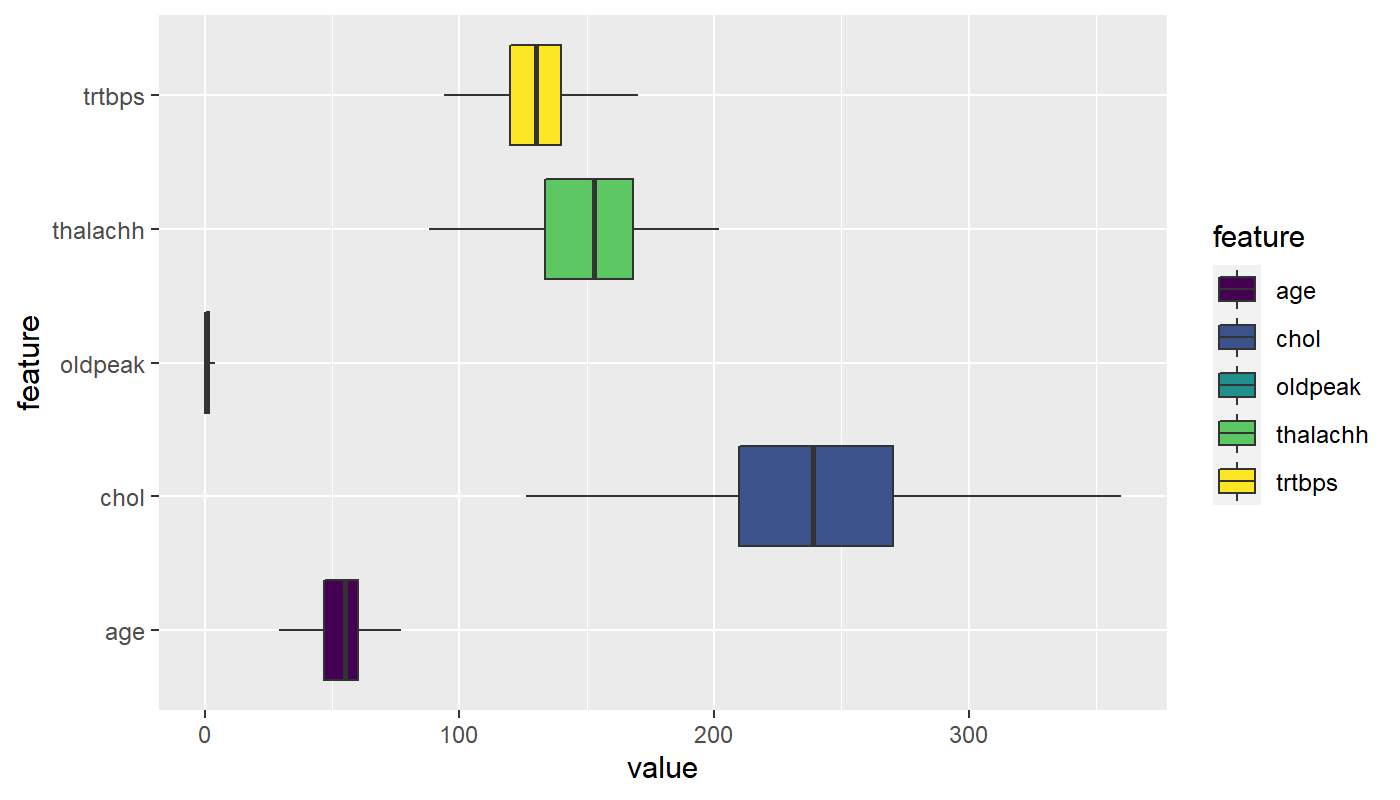 trtbps
thalachh
oldpeak
chol
age
feature
0 100 200 300
value
feature
age
chol
oldpeak
thalachh
trtbps